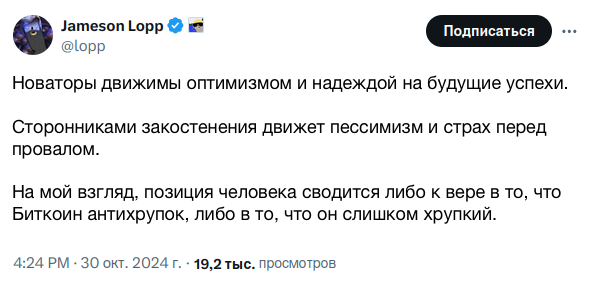 Jameson Lopp
@lopp
Подписаться
Новаторы движимы оптимизмом и надеждой на будущие успехи.
Сторонниками закостенения движет пессимизм и страх перед
провалом.
На мой взгляд, позиция человека сводится либо к вере в то, что
Биткоин антихрупок, либо в то, что он слишком хрупкий.
4:24 PM · 30 окт. 2024 г. · 19,2 тыс. просмотров